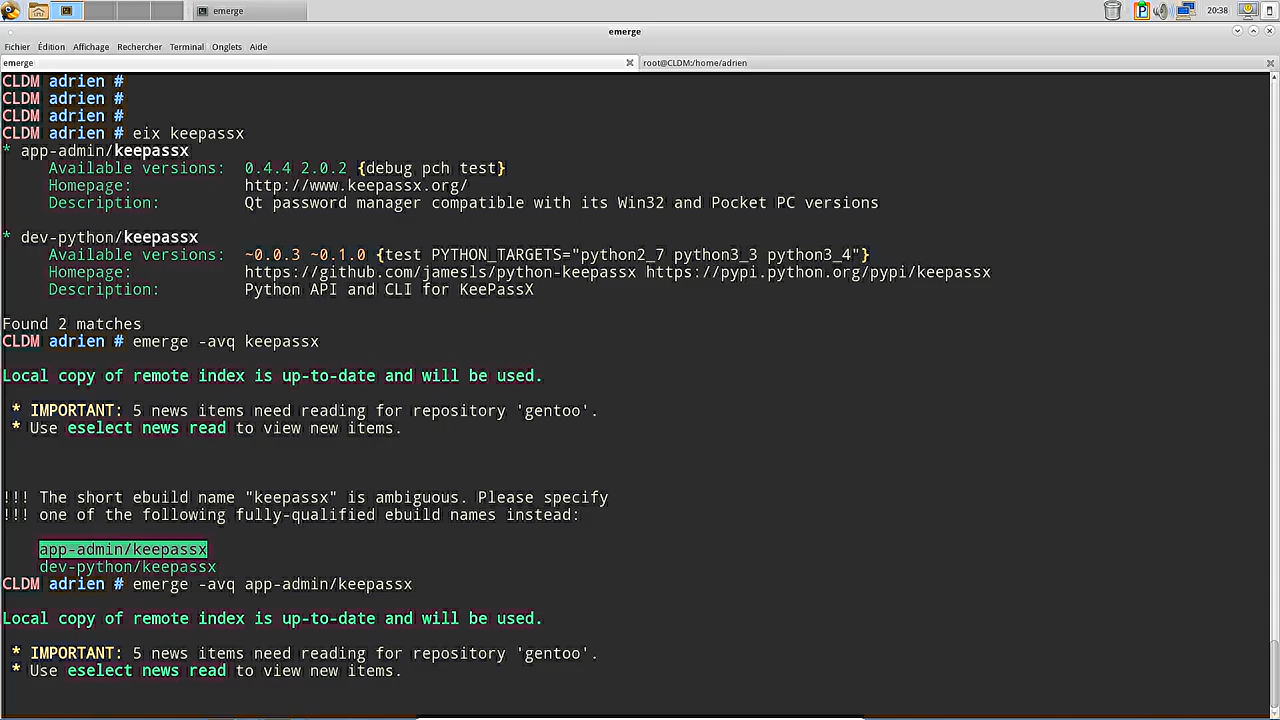 emerge
20:38
emerge
Fichier Édition Affichage Rechercher Terminal Onglets Aide
emerge root@CLDM:/home/adrien
CLDM adrien #
CLDM adrien #
CLDM adrien #
CLDM adrien # eix keepassx
* app-admin/keepassx
Available versions: 0.4.4 2.0.2 {debug pch test}
Homepage: http://www.keepassx.org/
Description: Qt password manager compatible with its Win32 and Pocket PC versions
* dev-python/keepassx
Available versions: ~0.0.3 ~0.1.0 {test PYTHON_TARGETS="python2_7 python3_3 python3_4"}
Homepage: https://github.com/jamesls/python-keepassx https://pypi.python.org/pypi/keepassx
Description: Python API and CLI for KeePassX
Found 2 matches
CLDM adrien # emerge -avq keepassx
Local copy of remote index is up-to-date and will be used.
* IMPORTANT: 5 news items need reading for repository 'gentoo'.
* Use eselect news read to view new items.
!!! The short ebuild name "keepassx" is ambiguous. Please specify
!!! one of the following fully-qualified ebuild names instead:
app-admin/keepassx
dev-python/keepassx
CLDM adrien # emerge -avq app-admin/keepassx
Local copy of remote index is up-to-date and will be used.
* IMPORTANT: 5 news items need reading for repository 'gentoo'.
* Use eselect news read to view new items.